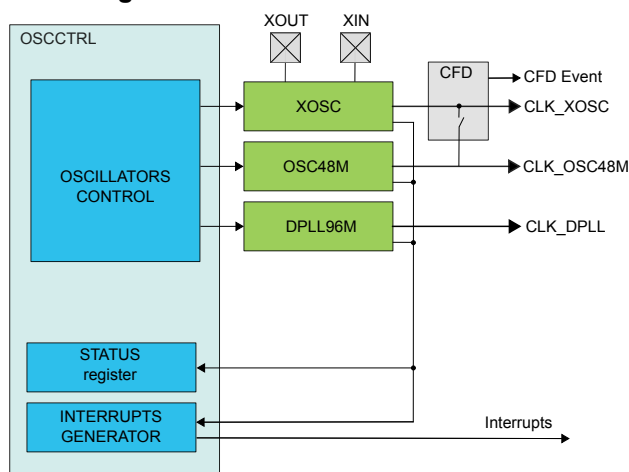 XOUT XIN
OSCCTRL
CFD
CFD Event
XOSC
CLK_XOSC
OSCILLATORS
CONTROL
OSC48M
CLK_OSC48M
DPLL96M
CLK_DPLL
STATUS
register
INTERRUPTS
GENERATOR
Interrupts